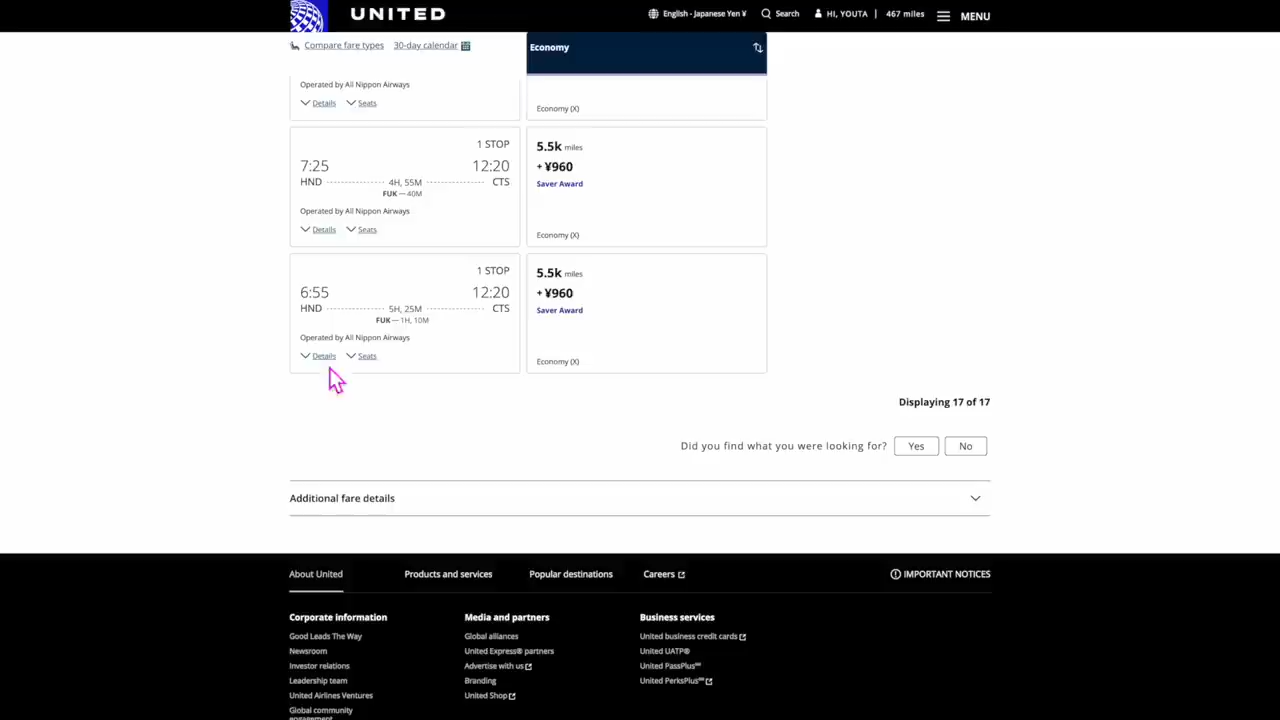 UNITED
English - Japanese Yen ¥
Search
HI, YOUTA
467 miles
MENU
Compare fare types
30-day calendar
Economy
Operated by All Nippon Airways
Details
Seats
Economy (X)
1 STOP
7:25
12:20
HND
4H, 55M
CTS
FUK — 40M
Operated by All Nippon Airways
Details
Seats
5.5k miles
+ ¥960
Saver Award
Economy (X)
1 STOP
6:55
12:20
HND
5H, 25M
CTS
FUK — 1H, 10M
Operated by All Nippon Airways
Details
Seats
5.5k miles
+ ¥960
Saver Award
Economy (X)
Displaying 17 of 17
Did you find what you were looking for?
Yes
No
Additional fare details
About United
Products and services
Popular destinations
Careers
IMPORTANT NOTICES
Corporate information
Good Leads The Way
Newsroom
Investor relations
Leadership team
United Airlines Ventures
Global community
engagement
Media and partners
Global alliances
United Express® partners
Advertise with us
Branding
United Shop
Business services
United business credit cards
United UATP®
United PassPlus℠
United PerksPlus℠